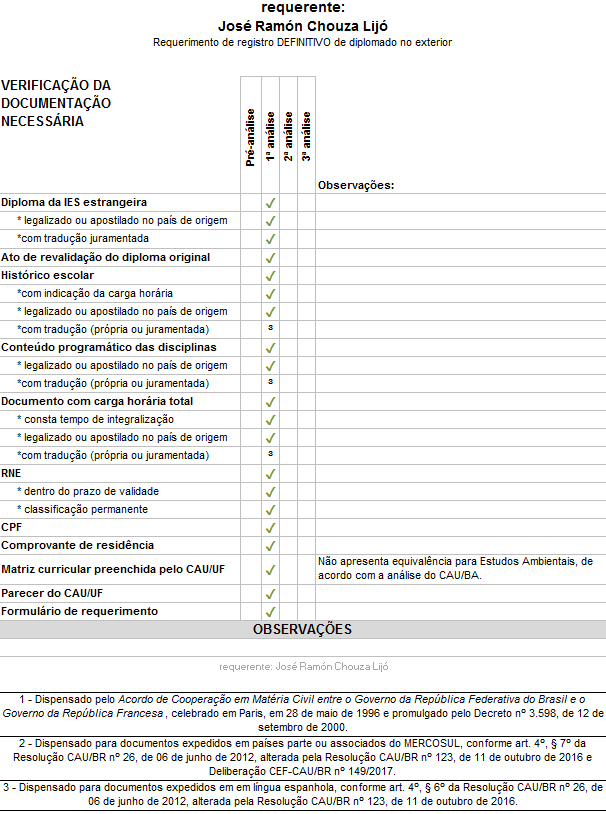 requerente:
José Ramón Chouza Lijó
Requerimento de registro DEFINITIVO de diplomado no exterior
VERIFICAÇÃO DA
DOCUMENTAÇÃO
NECESSÁRIA
Pré-análise
1ª análise
2ª análise
3ª análise
Observações:
Diploma da IES estrangeira ✓
* legalizado ou apostilado no país de origem ✓
*com tradução juramentada ✓
Ato de revalidação do diploma original ✓
Histórico escolar ✓
*com indicação da carga horária ✓
* legalizado ou apostilado no país de origem ✓
*com tradução (própria ou juramentada) ³
Conteúdo programático das disciplinas ✓
* legalizado ou apostilado no país de origem ✓
*com tradução (própria ou juramentada) ³
Documento com carga horária total ✓
* consta tempo de integralização ✓
* legalizado ou apostilado no país de origem ✓
*com tradução (própria ou juramentada) ³
RNE ✓
* dentro do prazo de validade ✓
* classificação permanente ✓
CPF ✓
Comprovante de residência ✓
Matriz curricular preenchida pelo CAU/UF ✓
Não apresenta equivalência para Estudos Ambientais, de
acordo com a análise do CAU/BA.
Parecer do CAU/UF ✓
Formulário de requerimento ✓
OBSERVAÇÕES
requerente: José Ramón Chouza Lijó
1 - Dispensado pelo Acordo de Cooperação em Matéria Civil entre o Governo da República Federativa do Brasil e o
Governo da República Francesa, celebrado em Paris, em 28 de maio de 1996 e promulgado pelo Decreto nº 3.598, de 12 de
setembro de 2000.
2 - Dispensado para documentos expedidos em países parte ou associados do MERCOSUL, conforme art. 4º, § 7º da
Resolução CAU/BR nº 26, de 06 de junho de 2012, alterada pela Resolução CAU/BR nº 123, de 11 de outubro de 2016 e
Deliberação CEF-CAU/BR nº 149/2017.
3 - Dispensado para documentos expedidos em em língua espanhola, conforme art. 4º, § 6º da Resolução CAU/BR nº 26, de
06 de junho de 2012, alterada pela Resolução CAU/BR nº 123, de 11 de outubro de 2016.